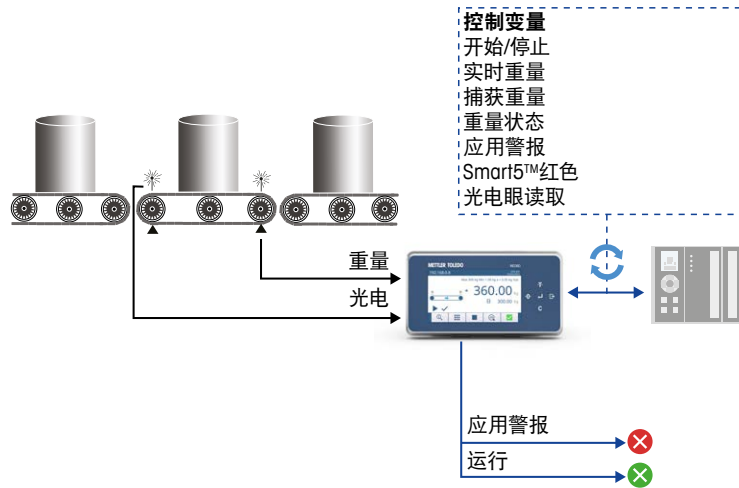 控制变量
开始/停止
实时重量
捕获重量
重量状态
应用警报
Smart5™红色
光电眼读取
重量
光电
METTLER TOLEDO
360.00
应用警报
运行